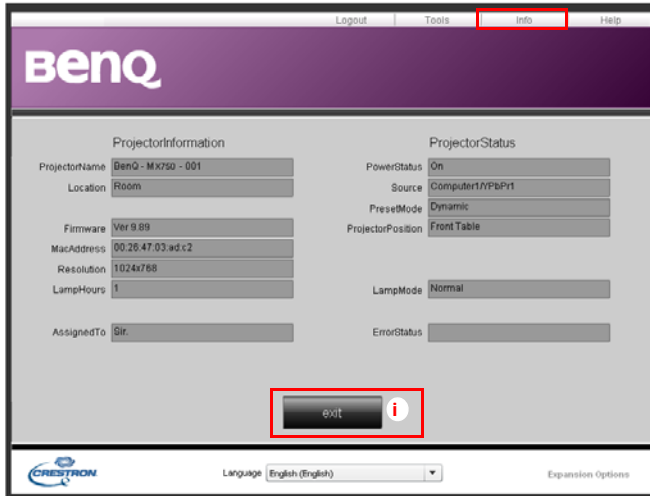 Logout Tools Info Help
BenQ
ProjectorInformation ProjectorStatus
ProjectorName BenQ - MX750 - 001 PowerStatus On
Location Room Source Computer1/YPbPr1
PresetMode Dynamic
Firmware Ver 9.89 ProjectorPosition Front Table
MacAddress 00:26:47:03:ad:c2
Resolution 1024x768
LampHours 1 LampMode Normal
AssignedTo Sir. ErrorStatus
exit i
CRESTRON Language English (English) Expansion Options